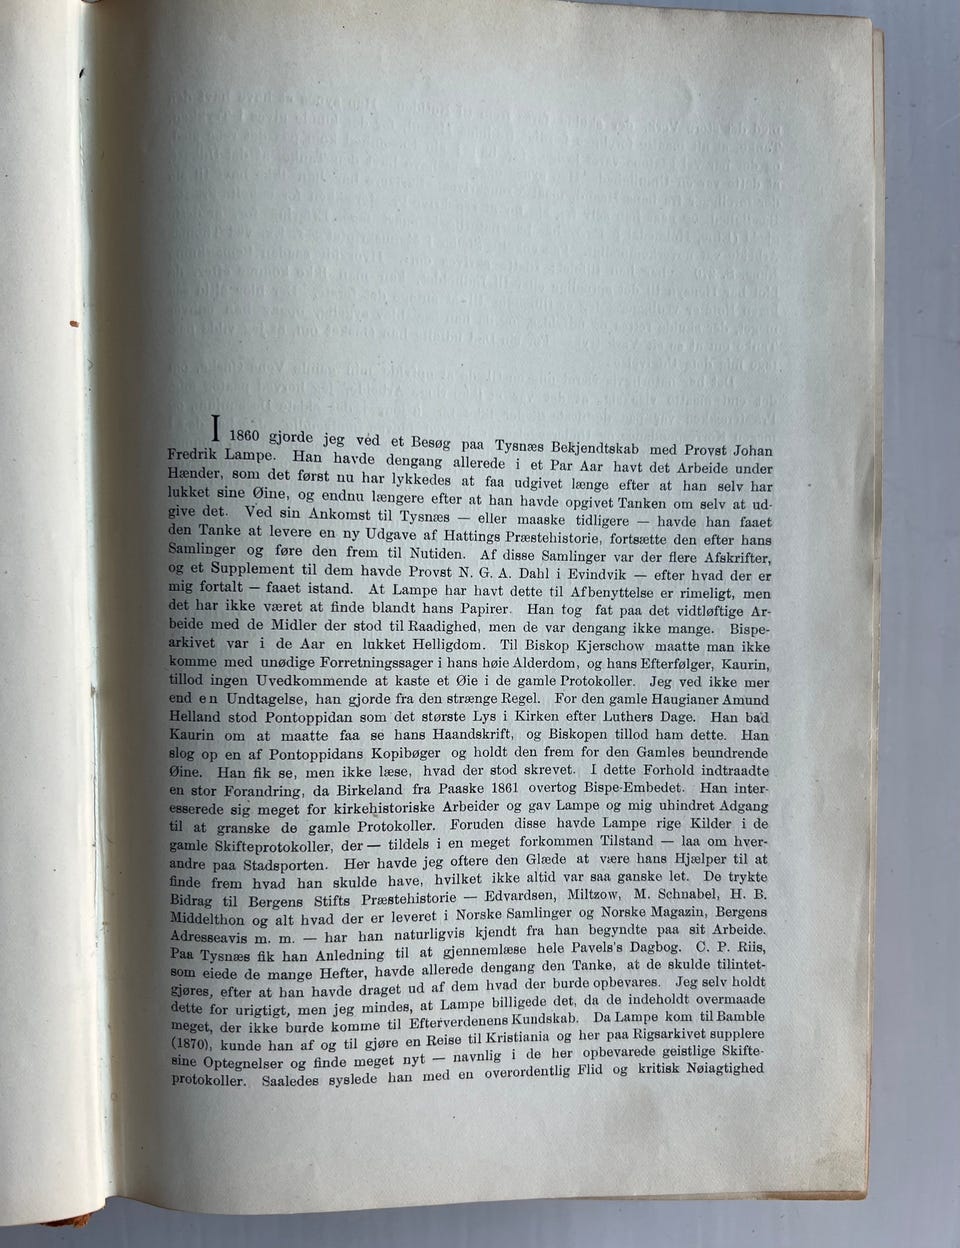 I 1860 gjorde jeg ved et Besøg paa Tysnæs Bekjendtskab med Provst Johan
Fredrik Lampe. Han havde dengang allerede i et Par Aar havt det Arbeide under
Hænder, som det først nu har lykkedes at faa udgivet længe efter at han selv har
lukket sine Øine, og endnu længere efter at han havde opgivet Tanken om selv at ud-
give det. Ved sin Ankomst til Tysnæs — eller maaske tidligere — havde han faaet
den Tanke at levere en ny Udgave af Hattings Præstehistorie, fortsætte den efter hans
Samlinger og føre den frem til Nutiden. Af disse Samlinger var der flere Afskrifter,
og et Supplement til dem havde Provst N. G. A. Dahl i Evindvik — efter hvad der er
mig fortalt — faaet istand. At Lampe har havt dette til Afbenyttelse er rimeligt, men
det har ikke været at finde blandt hans Papirer. Han tog fat paa det vidtløftige Ar-
beide med de Midler der stod til Raadighed, men de var dengang ikke mange. Bispe-
arkivet var i de Aar en lukket Helligdom. Til Biskop Kjerschow maatte man ikke
komme med unødige Forretningssager i hans høie Alderdom, og hans Efterfølger, Kaurin,
tillod ingen Uvedkommende at kaste et Øie i de gamle Protokoller. Jeg ved ikke mer
end en Undtagelse, han gjorde fra den strænge Regel. For den gamle Haugianer Amund
Helland stod Pontoppidan som det største Lys i Kirken efter Luthers Dage. Han bad
Kaurin om at maatte faa se hans Haandskrift, og Biskopen tillod ham dette. Han
slog op en af Pontoppidans Kopibøger og holdt den frem for den Gamles beundrende
Øine. Han fik se, men ikke læse, hvad der stod skrevet. I dette Forhold indtraadte
en stor Forandring, da Birkeland fra Paaske 1861 overtog Bispe-Embedet. Han inter-
esserede sig meget for kirkehistoriske Arbeider og gav Lampe og mig uhindret Adgang
til at granske de gamle Protokoller. Foruden disse havde Lampe rige Kilder i de
gamle Skifteprotokoller, der — tildels i en meget forkommen Tilstand — laa om hver-
andre paa Stadsporten. Her havde jeg oftere den Glæde at være hans Hjælper til at
finde frem hvad han skulde have, hvilket ikke altid var saa ganske let. De trykte
Bidrag til Bergens Stifts Præstehistorie — Edvardsen, Miltzow, M. Schnabel, H. B.
Middelthon og alt hvad der er leveret i Norske Samlinger og Norske Magazin, Bergens
Adresseavis m. m. — har han naturligvis kjendt fra han begyndte paa sit Arbeide.
Paa Tysnæs fik han Anledning til at gjennemlæse hele Pavels's Dagbog. C. P. Riis,
som eiede de mange Hefter, havde allerede dengang den Tanke, at de skulde tilintet-
gjøres, efter at han havde draget ud af dem hvad der burde opbevares. Jeg selv holdt
dette for urigtigt, men jeg mindes, at Lampe billigede det, da de indeholdt overmaade
meget, der ikke burde komme til Efterverdenens Kundskab. Da Lampe kom til Bamble
(1870), kunde han af og til gjøre en Reise til Kristiania og her paa Rigsarkivet supplere
sine Optegnelser og finde meget nyt — navnlig i de her opbevarede geistlige Skifte-
protokoller. Saaledes syslede han med en overordentlig Flid og kritisk Nøiagtighed